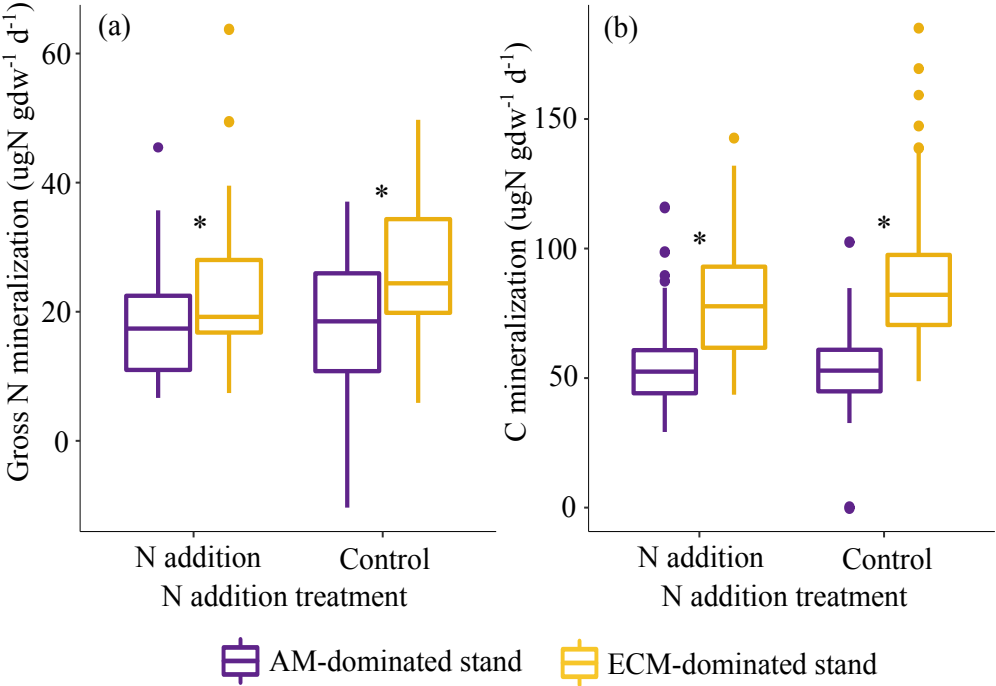 (a)
Gross N mineralization (ugN gdw⁻¹ d⁻¹)
60
40
20
0
*
*
N addition
Control
N addition treatment
(b)
C mineralization (ugN gdw⁻¹ d⁻¹)
150
100
50
0
*
*
N addition
Control
N addition treatment
AM-dominated stand
ECM-dominated stand